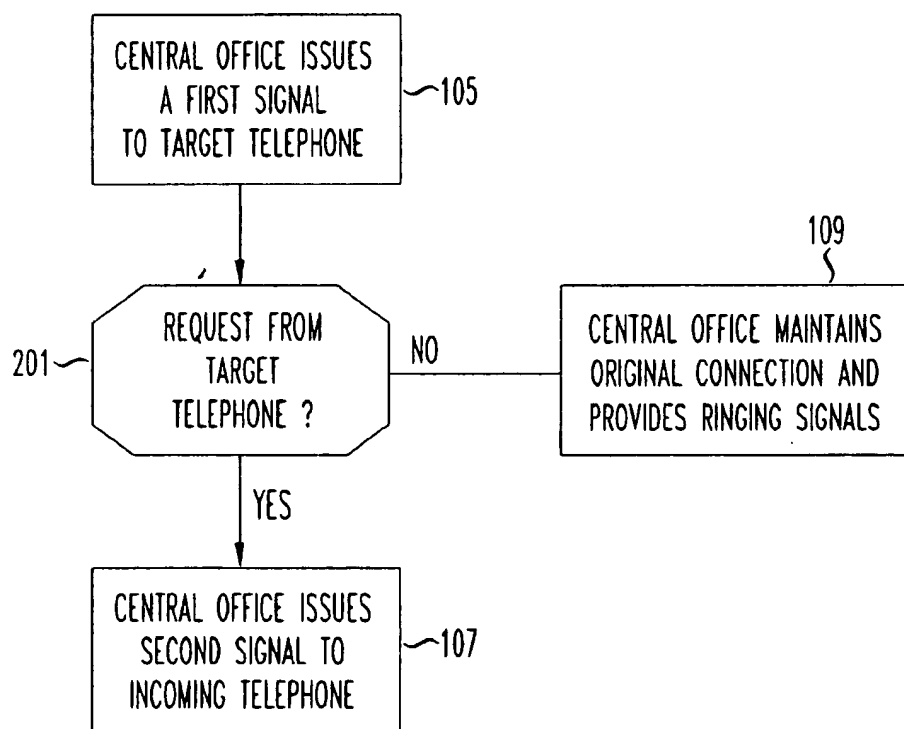 CENTRAL OFFICE ISSUES
A FIRST SIGNAL
TO TARGET TELEPHONE
105
REQUEST FROM
TARGET
TELEPHONE ?
201
NO
109
CENTRAL OFFICE MAINTAINS
ORIGINAL CONNECTION AND
PROVIDES RINGING SIGNALS
YES
CENTRAL OFFICE ISSUES
SECOND SIGNAL TO
INCOMING TELEPHONE
107